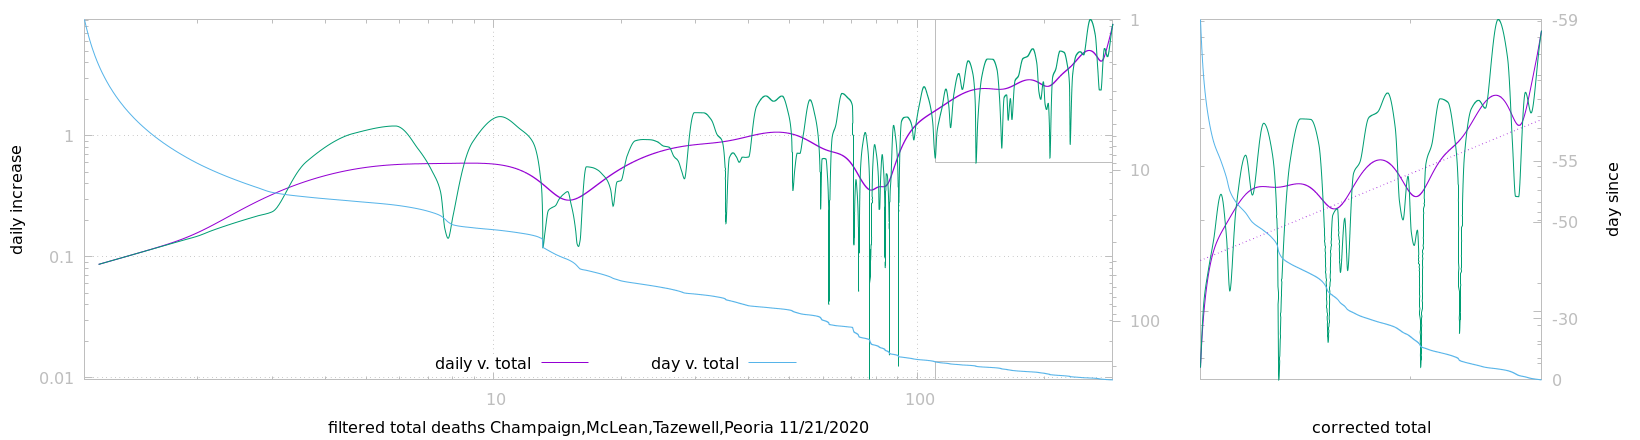 daily increase
1
0.1
0.01
10
100
1
10
100
daily v. total
day v. total
filtered total deaths Champaign,McLean,Tazewell,Peoria 11/21/2020
-59
-55
-50
-30
0
day since
corrected total